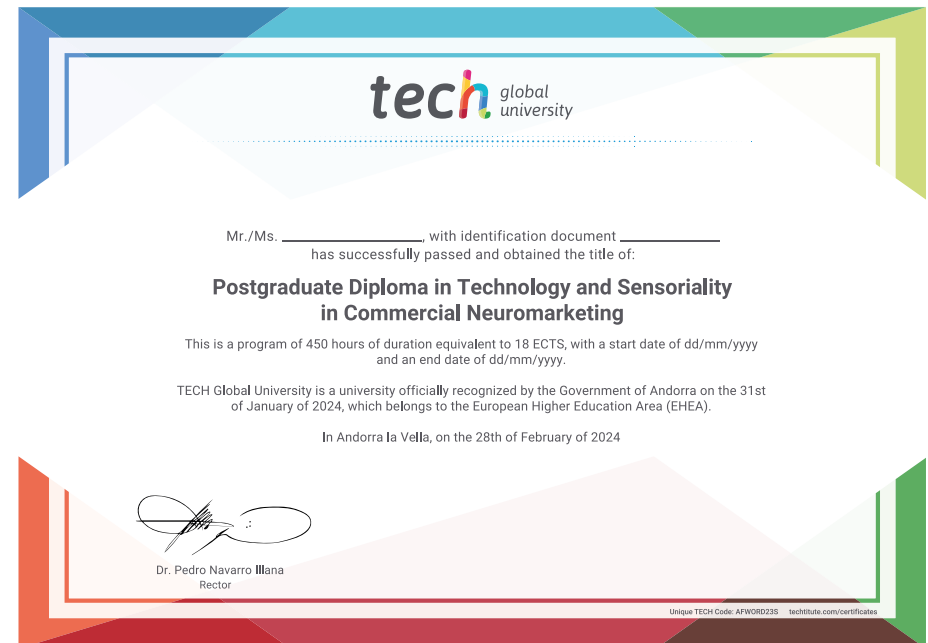 tech global university
Mr./Ms. ____________, with identification document ____________
has successfully passed and obtained the title of:
Postgraduate Diploma in Technology and Sensoriality
in Commercial Neuromarketing
This is a program of 450 hours of duration equivalent to 18 ECTS, with a start date of dd/mm/yyyy
and an end date of dd/mm/yyyy.
TECH Global University is a university officially recognized by the Government of Andorra on the 31st
of January of 2024, which belongs to the European Higher Education Area (EHEA).
In Andorra la Vella, on the 28th of February of 2024
Dr. Pedro Navarro Illana
Rector
Unique TECH Code: AFWORD23S techtitute.com/certificates